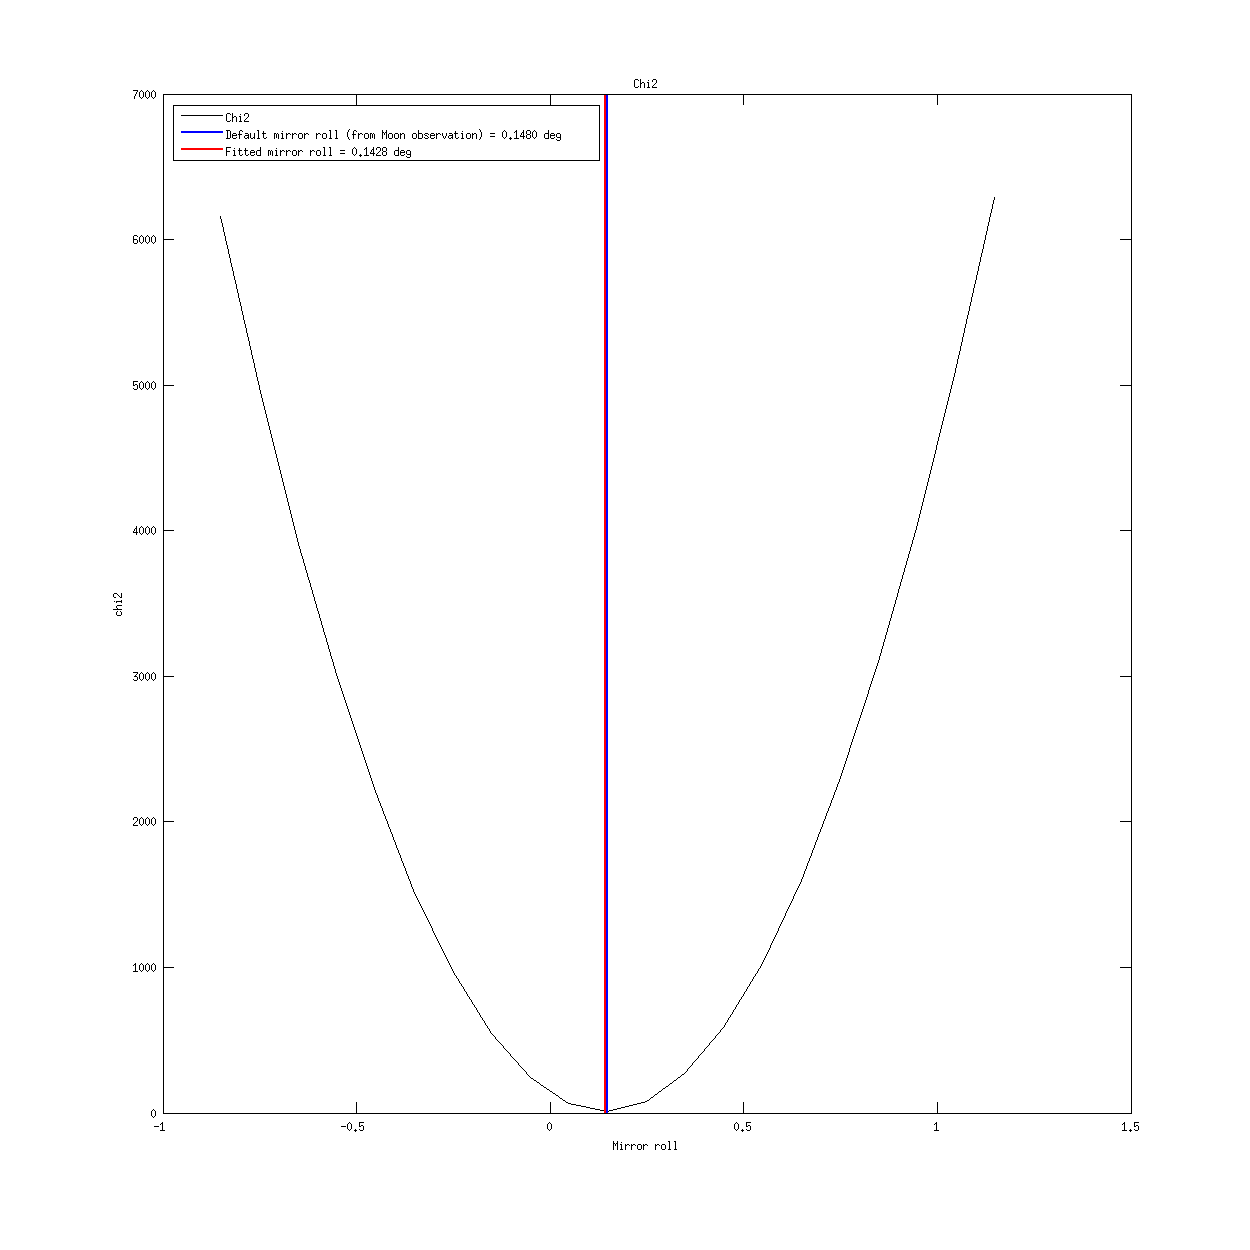 Chi2
7000
6000
5000
4000
3000
2000
1000
0
chi2
Chi2
Default mirror roll (from Moon observation) = 0.1480 deg
Fitted mirror roll = 0.1428 deg
-1 -0.5 0 0.5 1 1.5
Mirror roll